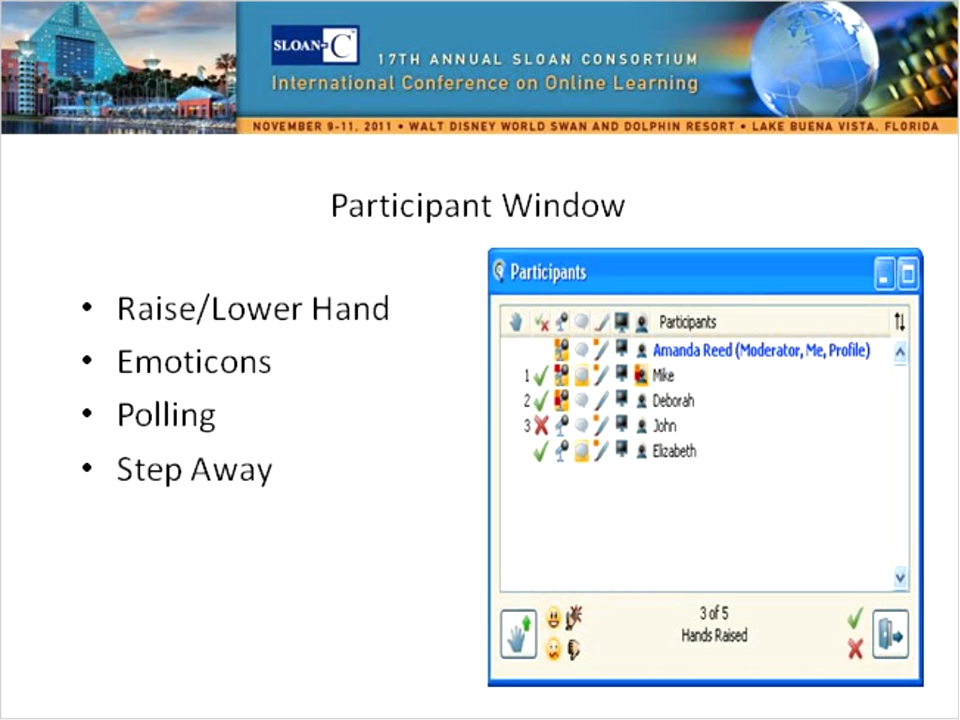 SLOAN-C
17TH ANNUAL SLOAN CONSORTIUM
International Conference on Online Learning
NOVEMBER 9-11, 2011 • WALT DISNEY WORLD SWAN AND DOLPHIN RESORT • LAKE BUENA VISTA, FLORIDA
Participant Window
• Raise/Lower Hand
• Emoticons
• Polling
• Step Away
Participants
Participants
Amanda Reed (Moderator, Me, Profile)
1 Mike
2 Deborah
3 John
Elizabeth
3 of 5
Hands Raised